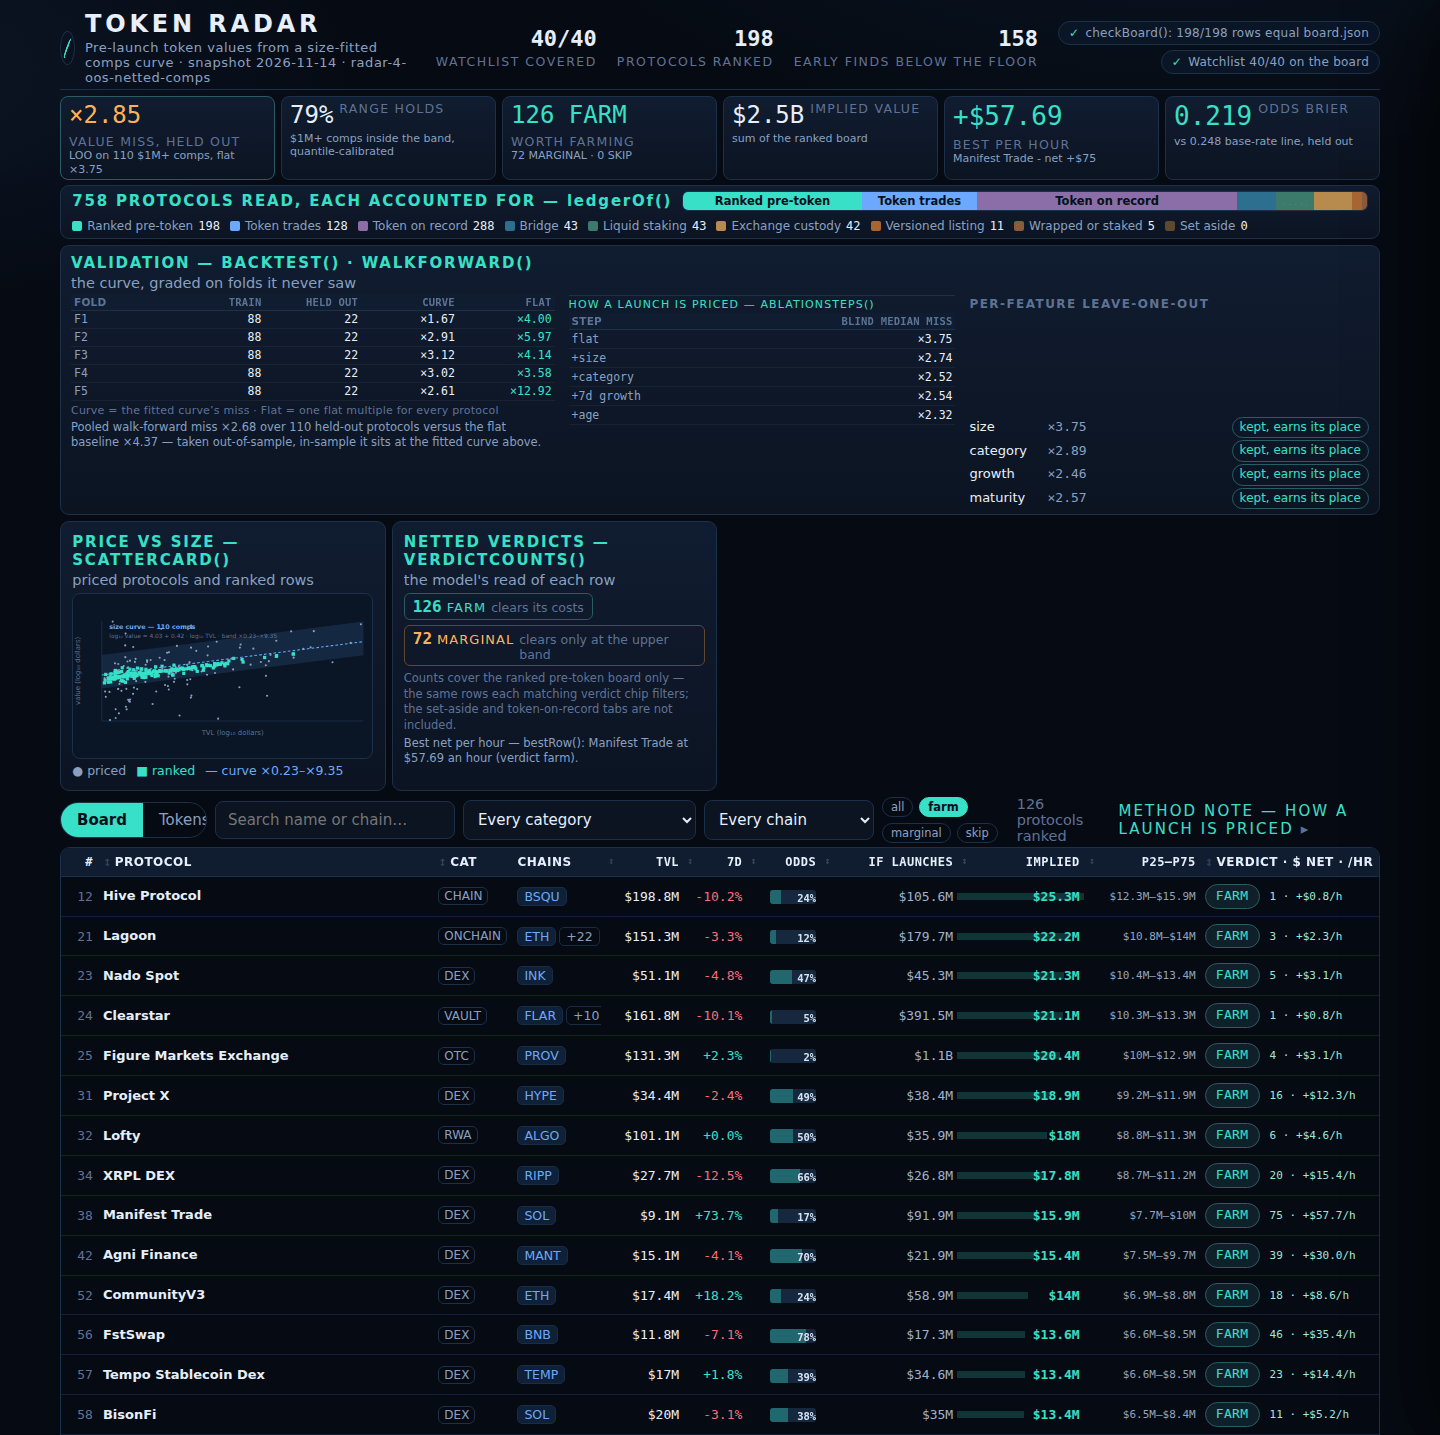 TOKEN RADAR
Pre-launch token values from a size-fitted
comps curve · snapshot 2026-11-14 · radar-4-
oos-netted-comps
40/40
WATCHLIST COVERED
198
PROTOCOLS RANKED
158
EARLY FINDS BELOW THE FLOOR
✓ checkBoard(): 198/198 rows equal board.json
✓ Watchlist 40/40 on the board
×2.85
VALUE MISS, HELD OUT
LOO on 110 $1M+ comps, flat
×3.75
79% RANGE HOLDS
$1M+ comps inside the band,
quantile-calibrated
126 FARM
WORTH FARMING
72 MARGINAL · 0 SKIP
$2.5B IMPLIED VALUE
sum of the ranked board
+$57.69
BEST PER HOUR
Manifest Trade - net +$75
0.219 ODDS BRIER
vs 0.248 base-rate line, held out
758 PROTOCOLS READ, EACH ACCOUNTED FOR — ledgerOf()
Ranked pre-token Token trades Token on record
Ranked pre-token 198 Token trades 128 Token on record 288 Bridge 43 Liquid staking 43 Exchange custody 42 Versioned listing 11 Wrapped or staked 5 Set aside 0
VALIDATION — BACKTEST() · WALKFORWARD()
the curve, graded on folds it never saw
FOLD TRAIN HELD OUT CURVE FLAT
F1 88 22 ×1.67 ×4.00
F2 88 22 ×2.91 ×5.97
F3 88 22 ×3.12 ×4.14
F4 88 22 ×3.02 ×3.58
F5 88 22 ×2.61 ×12.92
Curve = the fitted curve's miss · Flat = one flat multiple for every protocol
Pooled walk-forward miss ×2.68 over 110 held-out protocols versus the flat
baseline ×4.37 — taken out-of-sample, in-sample it sits at the fitted curve above.
HOW A LAUNCH IS PRICED — ABLATIONSTEPS()
STEP BLIND MEDIAN MISS
flat ×3.75
+size ×2.74
+category ×2.52
+7d growth ×2.54
+age ×2.32
PER-FEATURE LEAVE-ONE-OUT
size ×3.75 kept, earns its place
category ×2.89 kept, earns its place
growth ×2.46 kept, earns its place
maturity ×2.57 kept, earns its place
PRICE VS SIZE —
SCATTERCARD()
priced protocols and ranked rows
size curve — 110 comps
log₁₀ value = 4.03 + 0.42 · log₁₀ TVL · band ×0.23–×9.35
value (log₁₀ dollars)
TVL (log₁₀ dollars)
● priced ■ ranked — curve ×0.23–×9.35
NETTED VERDICTS —
VERDICTCOUNTS()
the model's read of each row
126 FARM clears its costs
72 MARGINAL clears only at the upper
band
Counts cover the ranked pre-token board only —
the same rows each matching verdict chip filters;
the set-aside and token-on-record tabs are not
included.
Best net per hour — bestRow(): Manifest Trade at
$57.69 an hour (verdict farm).
Board Tokens
Search name or chain...
Every category
Every chain
all farm
marginal skip
126
protocols
ranked
METHOD NOTE — HOW A
LAUNCH IS PRICED ▸
# ↕ PROTOCOL ↕ CAT CHAINS ↕ TVL ↕ 7D ↕ ODDS ↕ IF LAUNCHES ↕ IMPLIED ↕ P25–P75 ↕ VERDICT · $ NET · /HR
12 Hive Protocol CHAIN BSQU $198.8M -10.2% 24% $105.6M $25.3M $12.3M–$15.9M FARM 1 · +$0.8/h
21 Lagoon ONCHAIN ETH +22 $151.3M -3.3% 12% $179.7M $22.2M $10.8M–$14M FARM 3 · +$2.3/h
23 Nado Spot DEX INK $51.1M -4.8% 47% $45.3M $21.3M $10.4M–$13.4M FARM 5 · +$3.1/h
24 Clearstar VAULT FLAR +10 $161.8M -10.1% 5% $391.5M $21.1M $10.3M–$13.3M FARM 1 · +$0.8/h
25 Figure Markets Exchange OTC PROV $131.3M +2.3% 2% $1.1B $20.4M $10M–$12.9M FARM 4 · +$3.1/h
31 Project X DEX HYPE $34.4M -2.4% 49% $38.4M $18.9M $9.2M–$11.9M FARM 16 · +$12.3/h
32 Lofty RWA ALGO $101.1M +0.0% 50% $35.9M $18M $8.8M–$11.3M FARM 6 · +$4.6/h
34 XRPL DEX DEX RIPP $27.7M -12.5% 66% $26.8M $17.8M $8.7M–$11.2M FARM 20 · +$15.4/h
38 Manifest Trade DEX SOL $9.1M +73.7% 17% $91.9M $15.9M $7.7M–$10M FARM 75 · +$57.7/h
42 Agni Finance DEX MANT $15.1M -4.1% 70% $21.9M $15.4M $7.5M–$9.7M FARM 39 · +$30.0/h
52 CommunityV3 DEX ETH $17.4M +18.2% 24% $58.9M $14M $6.9M–$8.8M FARM 18 · +$8.6/h
56 FstSwap DEX BNB $11.8M -7.1% 78% $17.3M $13.6M $6.6M–$8.5M FARM 46 · +$35.4/h
57 Tempo Stablecoin Dex DEX TEMP $17M +1.8% 39% $34.6M $13.4M $6.6M–$8.5M FARM 23 · +$14.4/h
58 BisonFi DEX SOL $20M -3.1% 38% $35M $13.4M $6.5M–$8.4M FARM 11 · +$5.2/h